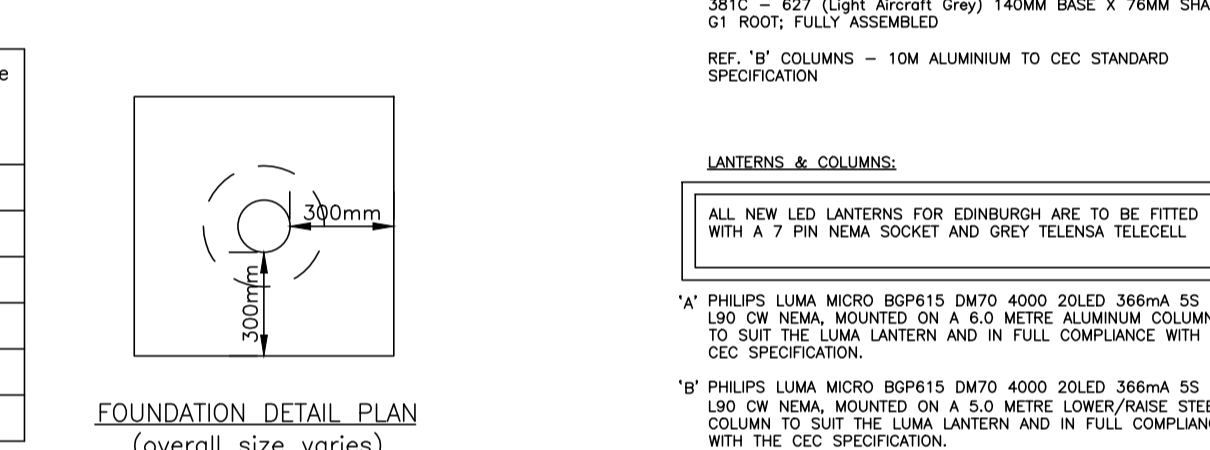 e
300mm
300mm
FOUNDATION DETAIL PLAN
(overall size varies)
381C – 627 (Light Aircraft Grey) 140MM BASE X 76MM SHA
G1 ROOT; FULLY ASSEMBLED
REF. 'B' COLUMNS – 10M ALUMINIUM TO CEC STANDARD
SPECIFICATION
LANTERNS & COLUMNS:
ALL NEW LED LANTERNS FOR EDINBURGH ARE TO BE FITTED
WITH A 7 PIN NEMA SOCKET AND GREY TELENSA TELECELL
'A' PHILIPS LUMA MICRO BGP615 DM70 4000 20LED 366mA 5S
L90 CW NEMA, MOUNTED ON A 6.0 METRE ALUMINUM COLUMN
TO SUIT THE LUMA LANTERN AND IN FULL COMPLIANCE WITH
CEC SPECIFICATION.
'B' PHILIPS LUMA MICRO BGP615 DM70 4000 20LED 366mA 5S
L90 CW NEMA, MOUNTED ON A 5.0 METRE LOWER/RAISE STEE
COLUMN TO SUIT THE LUMA LANTERN AND IN FULL COMPLIANC
WITH THE CEC SPECIFICATION.